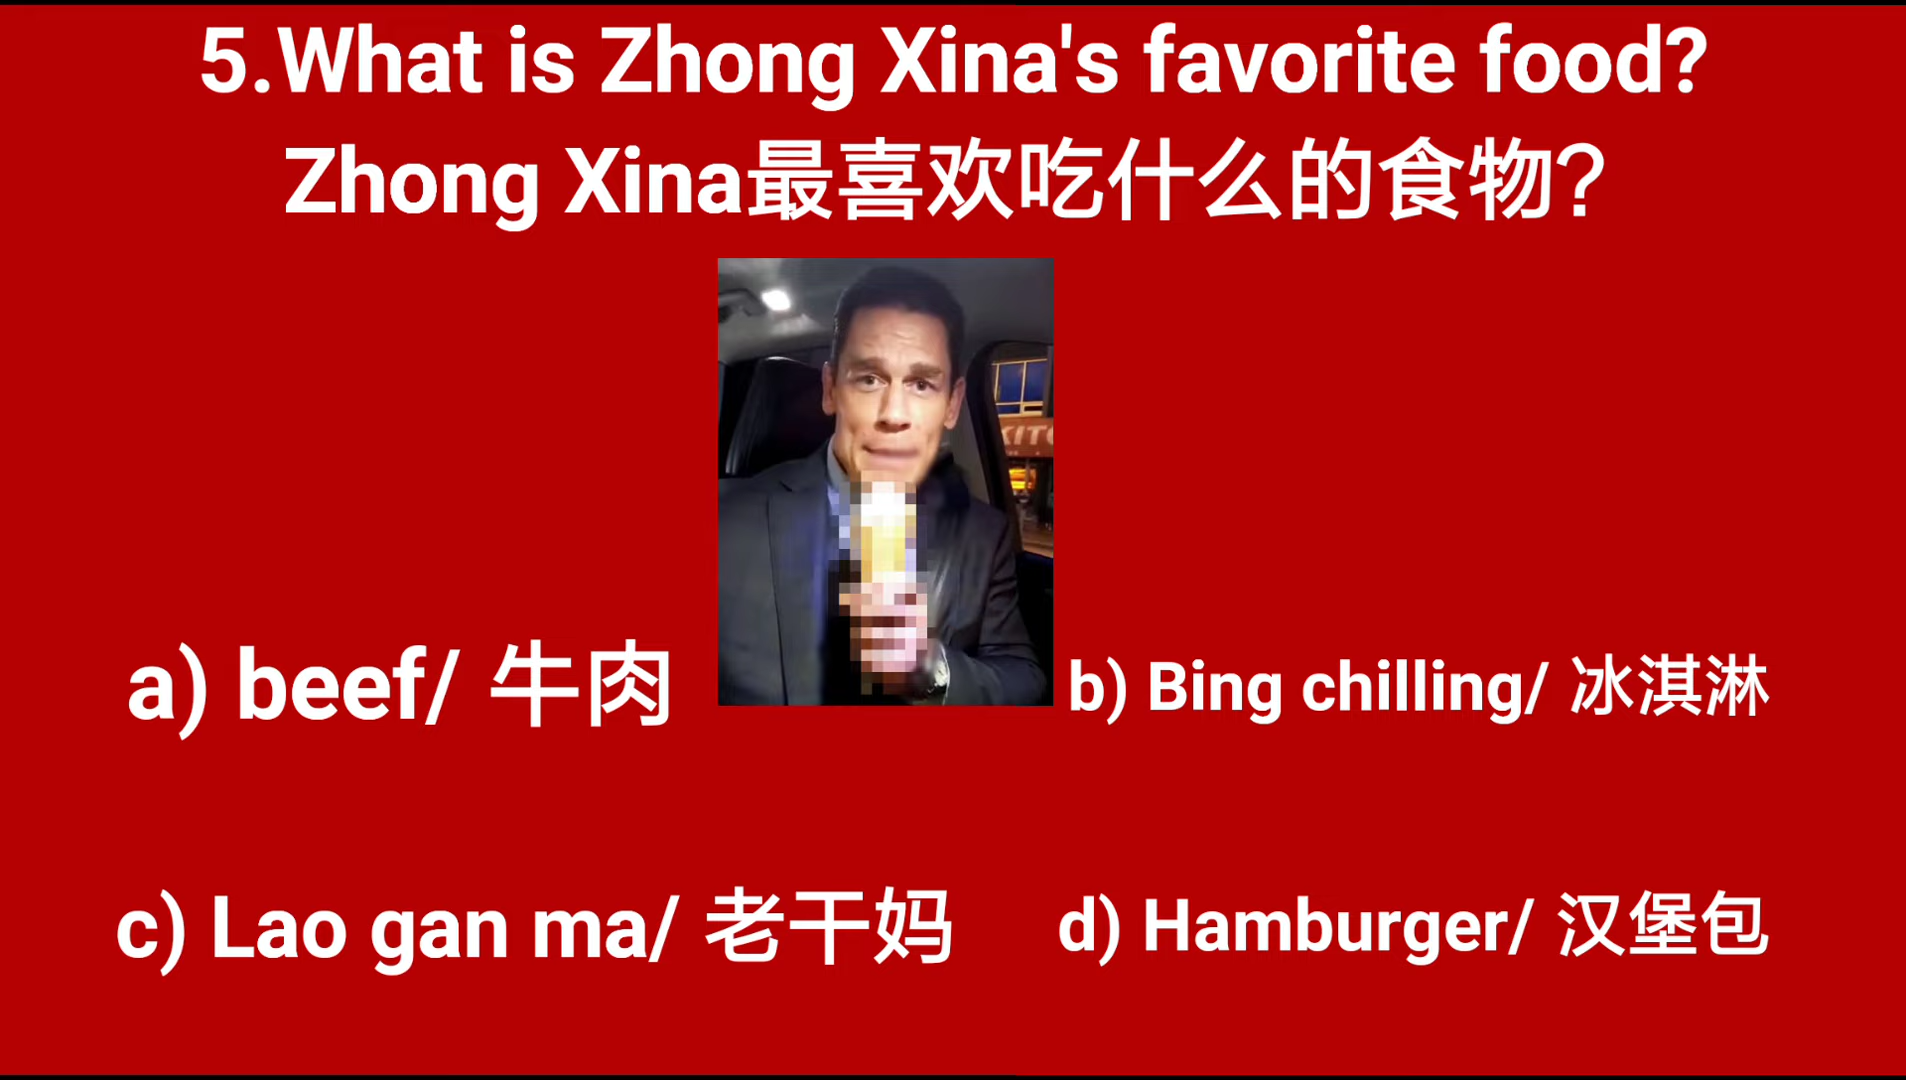 5.What is Zhong Xina's favorite food?
Zhong Xina最喜欢吃什么的食物?
KITC
a) beef/ 牛肉
b) Bing chilling/ 冰淇淋
c) Lao gan ma/ 老干妈
d) Hamburger/ 汉堡包